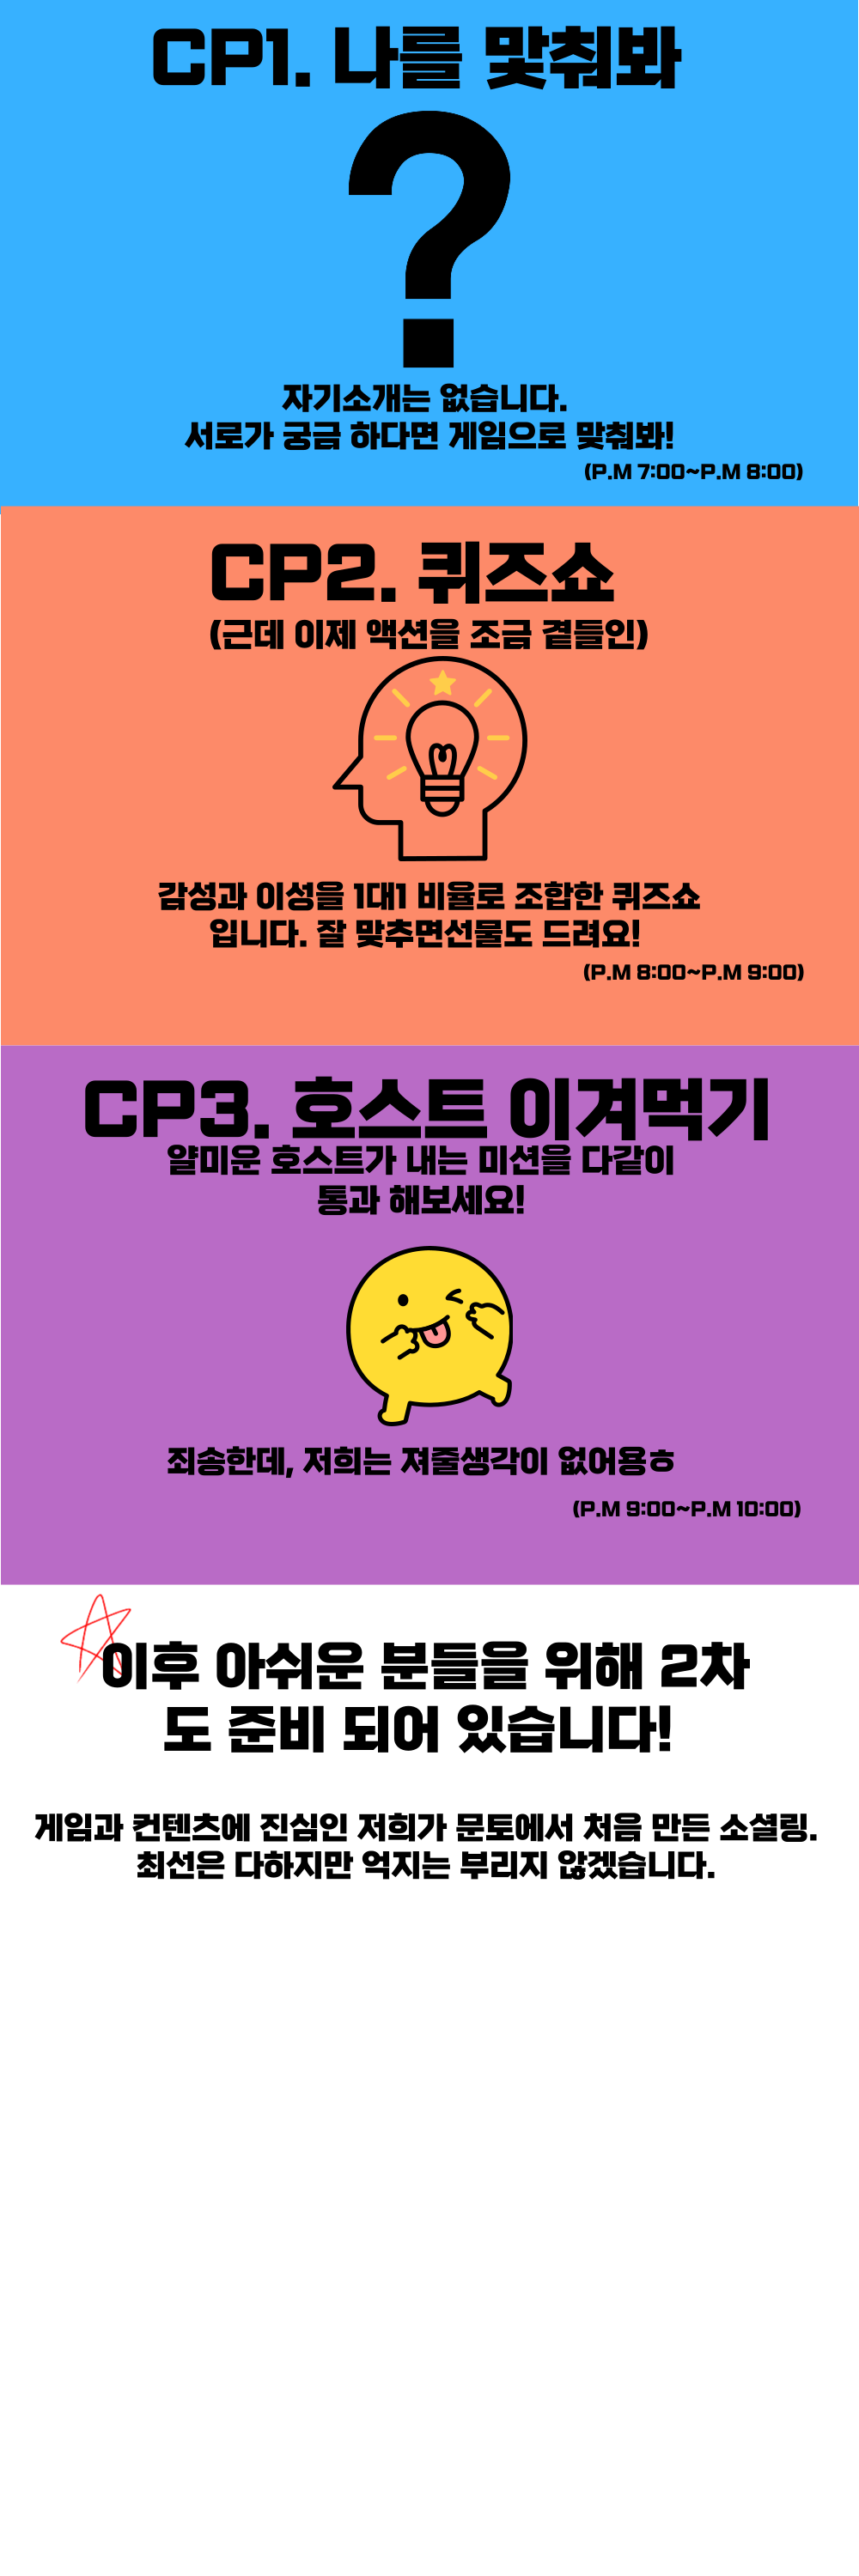 CP1. 나를 맟춰봐
?
자기소개는 없습니다.
서로가 궁금 하다면 게임으로 맞춰봐!
(P.M 7:00~P.M 8:00)
CP2. 퀴즈쇼
(근데 이제 액션을 조금 곁들인)
감성과 이성을 1대1 비율로 조합한 퀴즈쇼
입니다. 잘 맞추면선물도 드려요!
(P.M 8:00~P.M 9:00)
CP3. 호스트 이겨먹기
얄미운 호스트가 내는 미션을 다같이
통과 해보세요!
죄송한데, 저희는 져줄생각이 없어용ㅎ
(P.M 9:00~P.M 10:00)
이후 아쉬운 분들을 위해 2차
도 준비 되어 있습니다!
게임과 컨텐츠에 진심인 저희가 문토에서 처음 만든 소셜링.
최선은 다하지만 억지는 부리지 않겠습니다.